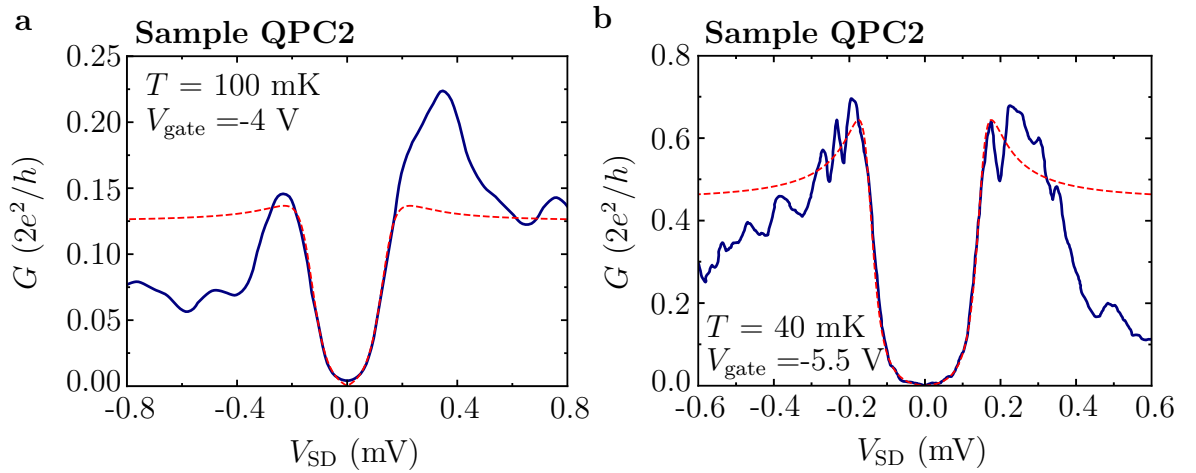 a
Sample QPC2
T = 100 mK
V_gate =-4 V
G (2e²/h)
0.25
0.20
0.15
0.10
0.05
0.00
-0.8 -0.4 0.0 0.4 0.8
V_SD (mV)
b
Sample QPC2
T = 40 mK
V_gate =-5.5 V
G (2e²/h)
0.8
0.6
0.4
0.2
0.0
-0.6 -0.4 -0.2 0.0 0.2 0.4 0.6
V_SD (mV)